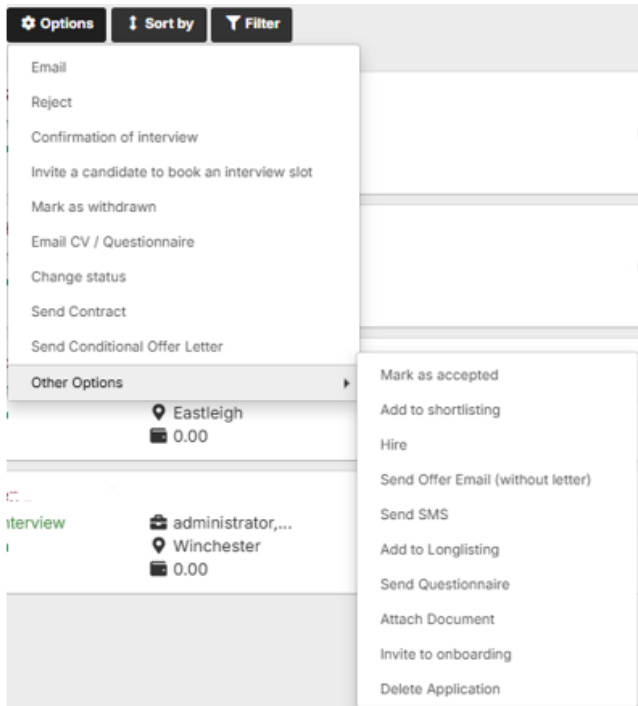 Options
Sort by
Filter
Email
Reject
Confirmation of interview
Invite a candidate to book an interview slot
Mark as withdrawn
Email CV / Questionnaire
Change status
Send Contract
Send Conditional Offer Letter
Other Options
Mark as accepted
Add to shortlisting
Hire
Send Offer Email (without letter)
Send SMS
Add to Longlisting
Send Questionnaire
Attach Document
Invite to onboarding
Delete Application
Eastleigh
0.00
nterview
administrator,...
Winchester
0.00